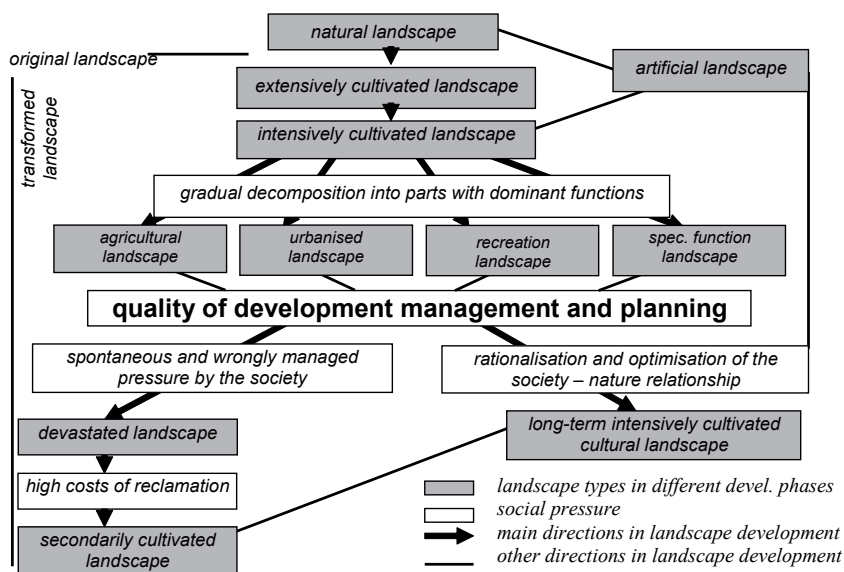 natural landscape
original landscape
artificial landscape
extensively cultivated landscape
intensively cultivated landscape
transformed
landscape
gradual decomposition into parts with dominant functions
agricultural
landscape
urbanised
landscape
recreation
landscape
spec. function
landscape
quality of development management and planning
spontaneous and wrongly managed
pressure by the society
rationalisation and optimisation of the
society – nature relationship
devastated landscape
long-term intensively cultivated
cultural landscape
high costs of reclamation
secondarily cultivated
landscape
landscape types in different devel. phases
social pressure
main directions in landscape development
other directions in landscape development